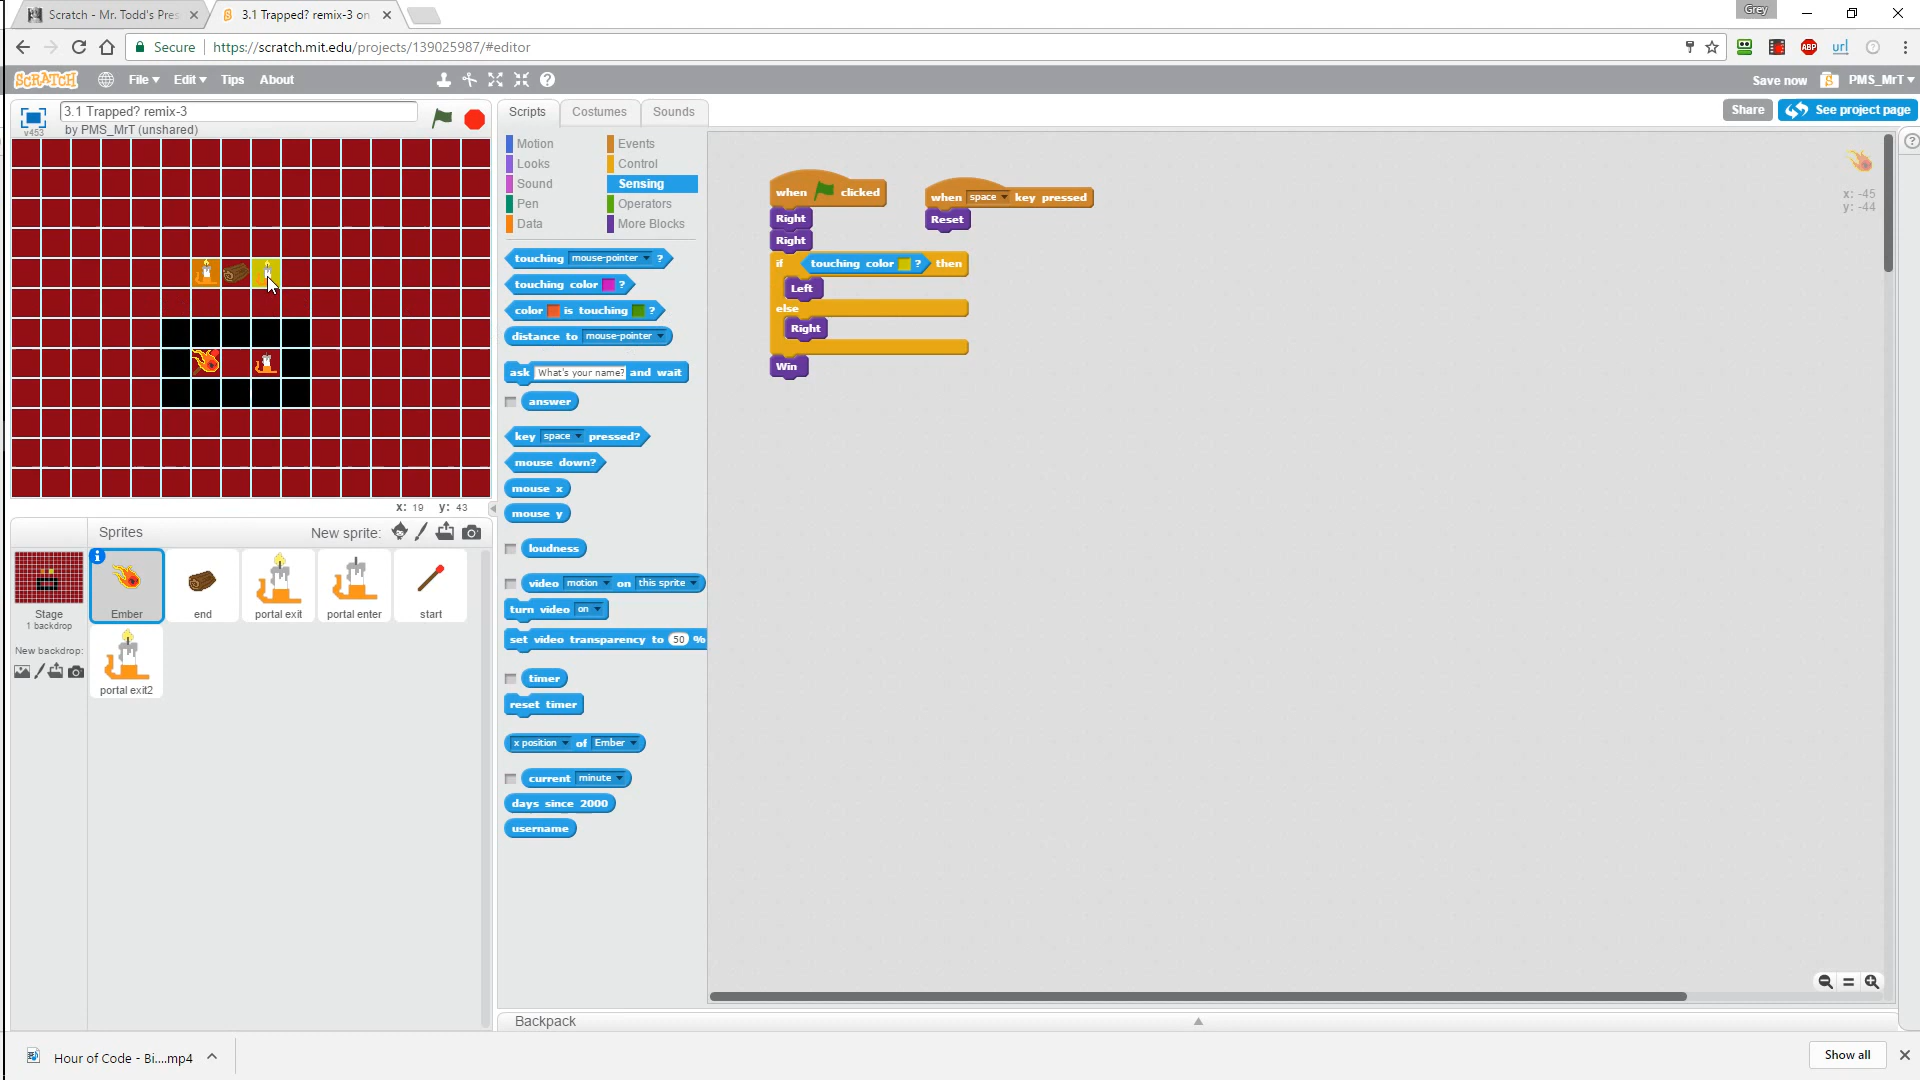 Scratch - Mr. Todd's Pres
3.1 Trapped? remix-3 on
Grey
Secure
https://scratch.mit.edu/projects/139025987/#editor
ABP
url
SCRATCH
File
Edit
Tips
About
Save now
PMS_MrT
v453
3.1 Trapped? remix-3
by PMS_MrT (unshared)
Scripts
Costumes
Sounds
Share
See project page
Motion
Events
Looks
Control
Sound
Sensing
Pen
Operators
Data
More Blocks
touching mouse-pointer ?
touching color ?
color is touching ?
distance to mouse-pointer
ask What's your name? and wait
answer
key space pressed?
mouse down?
mouse x
mouse y
loudness
video motion on this sprite
turn video on
set video transparency to 50 %
timer
reset timer
x position of Ember
current minute
days since 2000
username
when clicked
Right
Right
if touching color ? then
Left
else
Right
Win
when space key pressed
Reset
x: -45
y: -44
x: 19 y: 43
Sprites
New sprite:
Stage
1 backdrop
New backdrop:
Ember
end
portal exit
portal enter
start
portal exit2
Backpack
Hour of Code - Bi....mp4
Show all